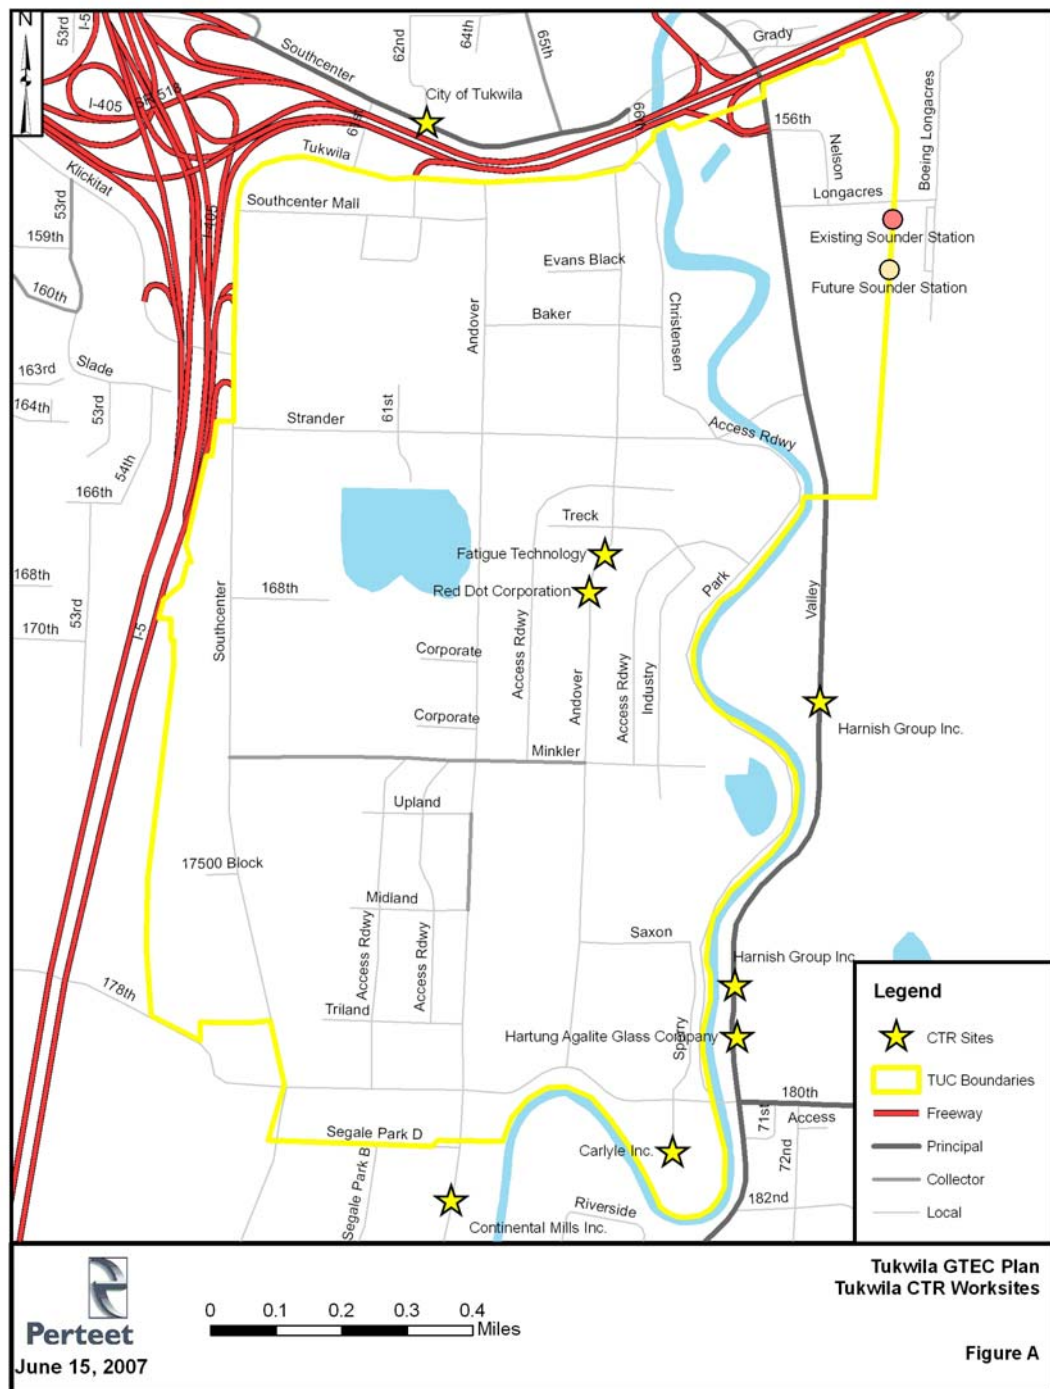 N
53rd
I-5
Southcenter
62nd
64th
65th
Grady
I-405
SR 518
City of Tukwila
61st
66th
156th
Nelson
Boeing Longacres
Tukwila
Klickitat
53rd
Longacres
Southcenter Mall
I-405
159th
Existing Sounder Station
Evans Black
160th
Future Sounder Station
Andover
Baker
Christensen
Slade
163rd
164th
53rd
61st
Strander
Access Rdwy
54th
166th
Treck
Fatigue Technology
168th
Red Dot Corporation
Park
168th
Southcenter
53rd
Valley
170th
I-5
Corporate
Access Rdwy
Andover
Access Rdwy
Industry
Corporate
Harnish Group Inc.
Minkler
Upland
17500 Block
Midland
Access Rdwy
Access Rdwy
Saxon
Harnish Group Inc
178th
Triland
Hartung Agalite Glass Company
Sperry
180th
71st
Access
Segale Park D
72nd
Carlyle Inc.
Segale Park B
182nd
Riverside
Continental Mills Inc.
Legend
CTR Sites
TUC Boundaries
Freeway
Principal
Collector
Local
Tukwila GTEC Plan
Tukwila CTR Worksites
0 0.1 0.2 0.3 0.4
Miles
Perteet
June 15, 2007
Figure A